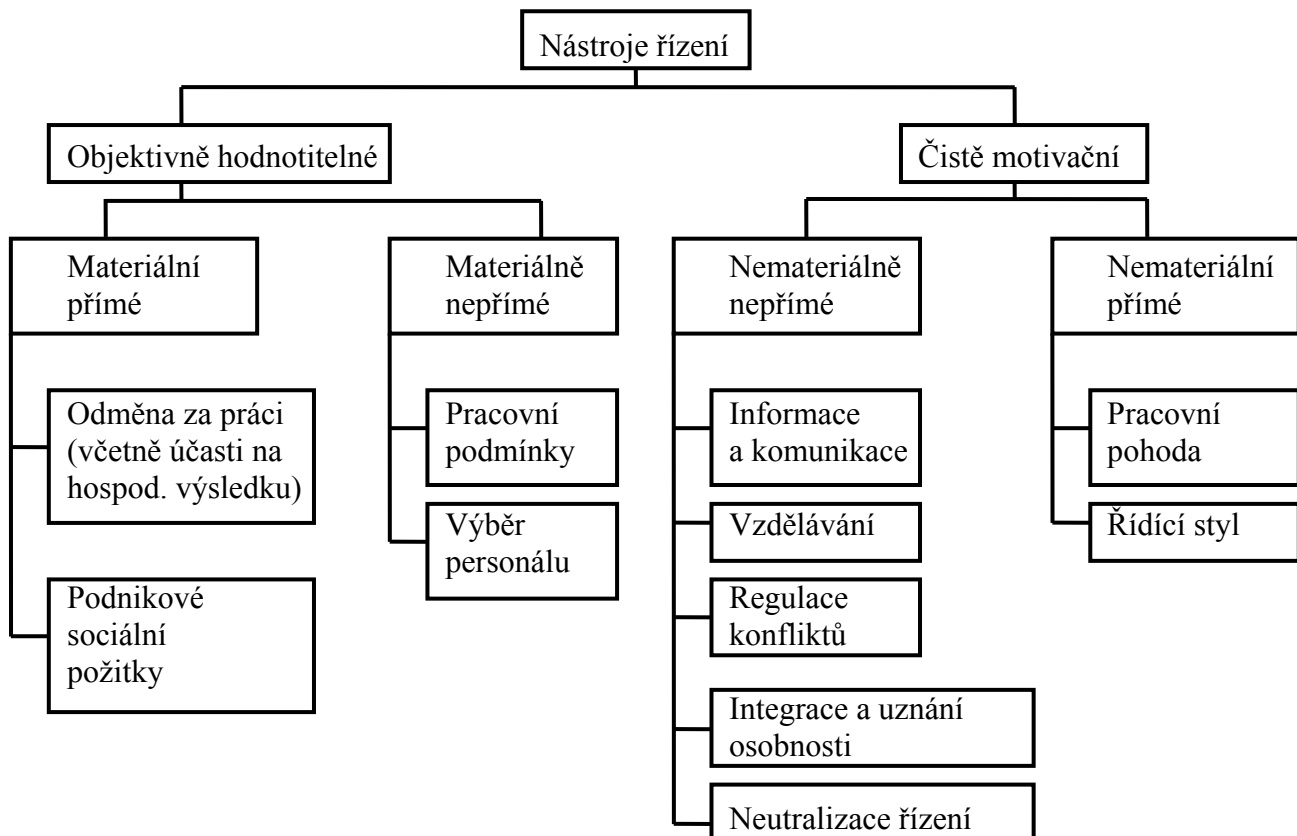 Nástroje řízení
Objektivně hodnotitelné
Čistě motivační
Materiální
přímé
Materiálně
nepřímé
Nemateriálně
nepřímé
Nemateriální
přímé
Odměna za práci
(včetně účasti na
hospod. výsledku)
Podnikové
sociální
požitky
Pracovní
podmínky
Výběr
personálu
Informace
a komunikace
Vzdělávání
Regulace
konfliktů
Integrace a uznání
osobnosti
Neutralizace řízení
Pracovní
pohoda
Řídící styl